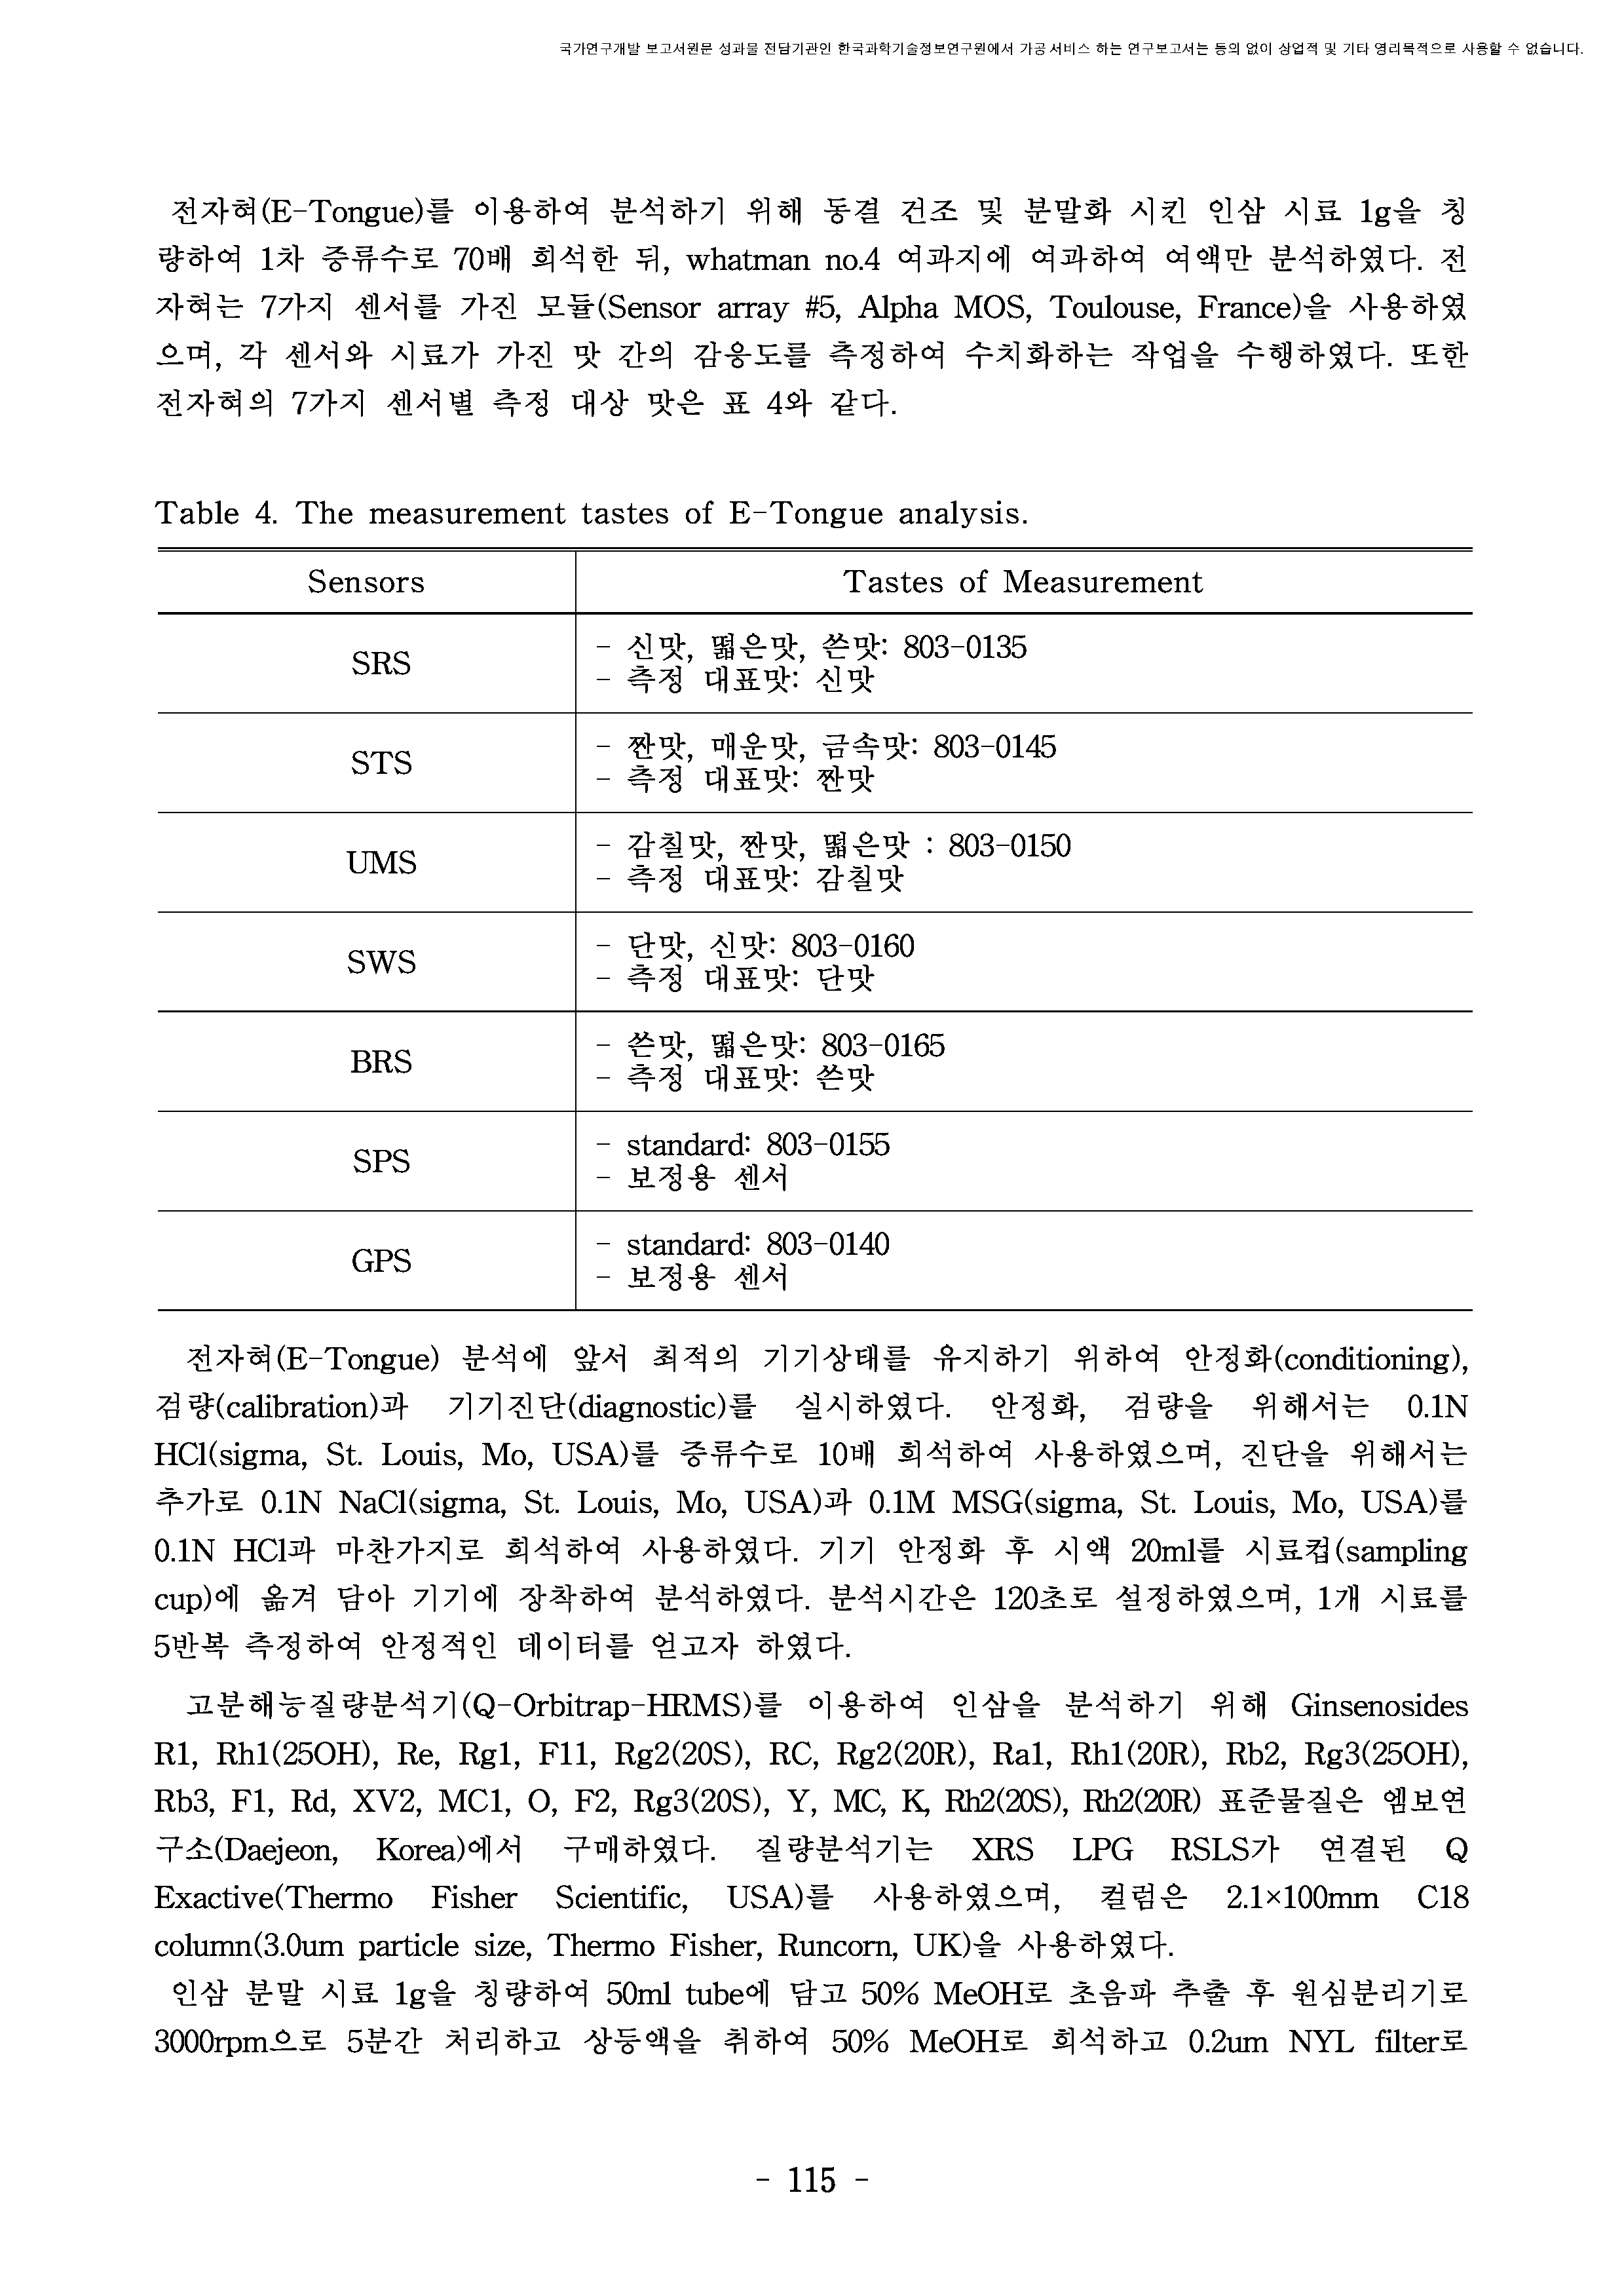 국가연구개발 보고서원문 성과물 전담기관인 한국과학기술정보연구원에서 가공·서비스 하는 연구보고서는 동의 없이 상업적 및 기타 영리목적으로 사용할 수 없습니다.
전자혀(E-Tongue)를 이용하여 분석하기 위해 동결 건조 및 분말화 시킨 인삼 시료 1g을 칭
량하여 1차 증류수로 70배 희석한 뒤, whatman no.4 여과지에 여과하여 여액만 분석하였다. 전
자혀는 7가지 센서를 가진 모듈(Sensor array #5, Alpha MOS, Toulouse, France)을 사용하였
으며, 각 센서와 시료가 가진 맛 간의 감응도를 측정하여 수치화하는 작업을 수행하였다. 또한
전자혀의 7가지 센서별 측정 대상 맛은 표 4와 같다.
Table 4. The measurement tastes of E-Tongue analysis.
Sensors Tastes of Measurement
SRS
- 신맛, 떫은맛, 쓴맛: 803-0135
- 측정 대표맛: 신맛
STS
- 짠맛, 매운맛, 금속맛: 803-0145
- 측정 대표맛: 짠맛
UMS
- 감칠맛, 짠맛, 떫은맛 : 803-0150
- 측정 대표맛: 감칠맛
SWS
- 단맛, 신맛: 803-0160
- 측정 대표맛: 단맛
BRS
- 쓴맛, 떫은맛: 803-0165
- 측정 대표맛: 쓴맛
SPS
- standard: 803-0155
- 보정용 센서
GPS
- standard: 803-0140
- 보정용 센서
전자혀(E-Tongue) 분석에 앞서 최적의 기기상태를 유지하기 위하여 안정화(conditioning),
검량(calibration)과 기기진단(diagnostic)를 실시하였다. 안정화, 검량을 위해서는 0.1N
HCl(sigma, St. Louis, Mo, USA)를 증류수로 10배 희석하여 사용하였으며, 진단을 위해서는
추가로 0.1N NaCl(sigma, St. Louis, Mo, USA)과 0.1M MSG(sigma, St. Louis, Mo, USA)를
0.1N HCl과 마찬가지로 희석하여 사용하였다. 기기 안정화 후 시액 20ml를 시료컵(sampling
cup)에 옮겨 담아 기기에 장착하여 분석하였다. 분석시간은 120초로 설정하였으며, 1개 시료를
5반복 측정하여 안정적인 데이터를 얻고자 하였다.
고분해능질량분석기(Q-Orbitrap-HRMS)를 이용하여 인삼을 분석하기 위해 Ginsenosides
R1, Rh1(25OH), Re, Rg1, F11, Rg2(20S), RC, Rg2(20R), Ra1, Rh1(20R), Rb2, Rg3(25OH),
Rb3, F1, Rd, XV2, MC1, O, F2, Rg3(20S), Y, MC, K, Rh2(20S), Rh2(20R) 표준물질은 엠보연
구소(Daejeon, Korea)에서 구매하였다. 질량분석기는 XRS LPG RSLS가 연결된 Q
Exactive(Thermo Fisher Scientific, USA)를 사용하였으며, 컬럼은 2.1×100mm C18
column(3.0um particle size, Thermo Fisher, Runcorn, UK)을 사용하였다.
인삼 분말 시료 1g을 칭량하여 50ml tube에 담고 50% MeOH로 초음파 추출 후 원심분리기로
3000rpm으로 5분간 처리하고 상등액을 취하여 50% MeOH로 희석하고 0.2um NYL filter로
- 115 -